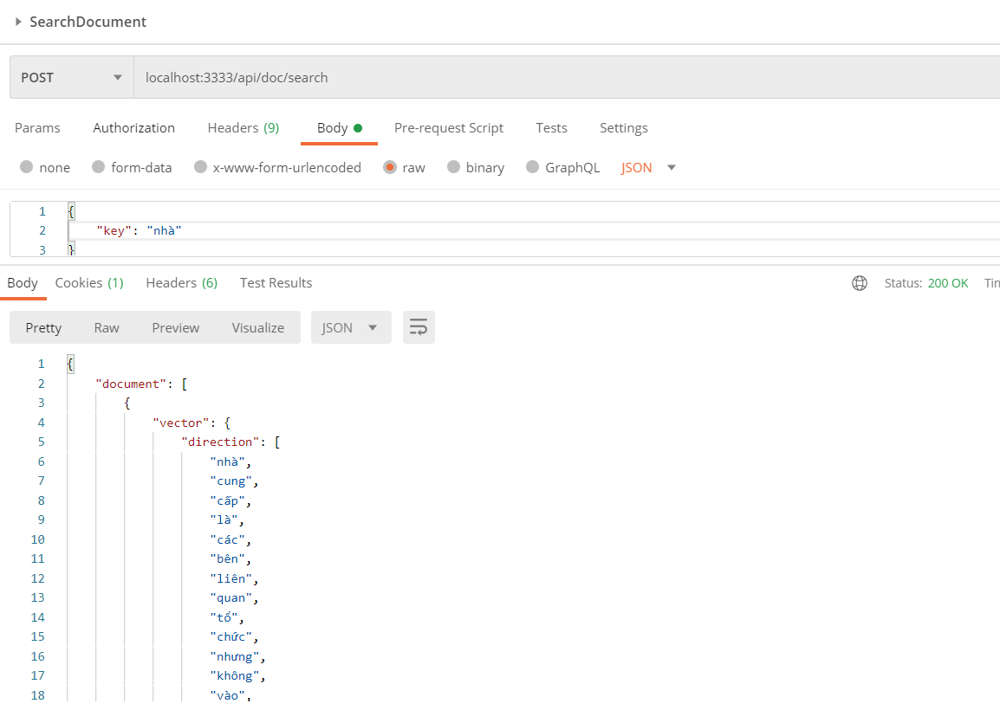 SearchDocument
POST localhost:3333/api/doc/search
Params Authorization Headers (9) Body Pre-request Script Tests Settings
none form-data x-www-form-urlencoded raw binary GraphQL JSON
1 {
2 "key": "nhà"
3 }
Body Cookies (1) Headers (6) Test Results Status: 200 OK
Pretty Raw Preview Visualize JSON
1 {
2 "document": [
3 {
4 "vector": {
5 "direction": [
6 "nhà",
7 "cung",
8 "cấp",
9 "là",
10 "các",
11 "bên",
12 "liên",
13 "quan",
14 "tổ",
15 "chức",
16 "nhưng",
17 "không",
18 "vào",